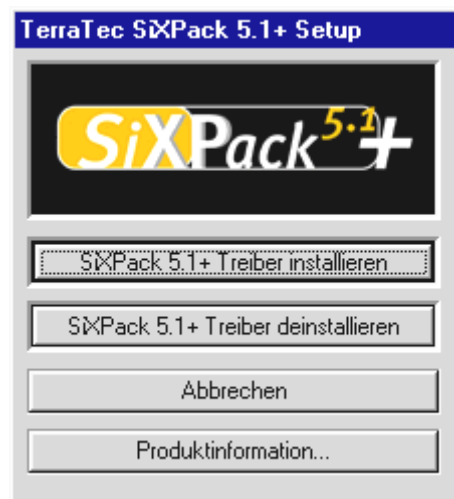 TerraTec SiXPack 5.1+ Setup
SiXPack 5.1+
SiXPack 5.1+ Treiber installieren
SiXPack 5.1+ Treiber deinstallieren
Abbrechen
Produktinformation...